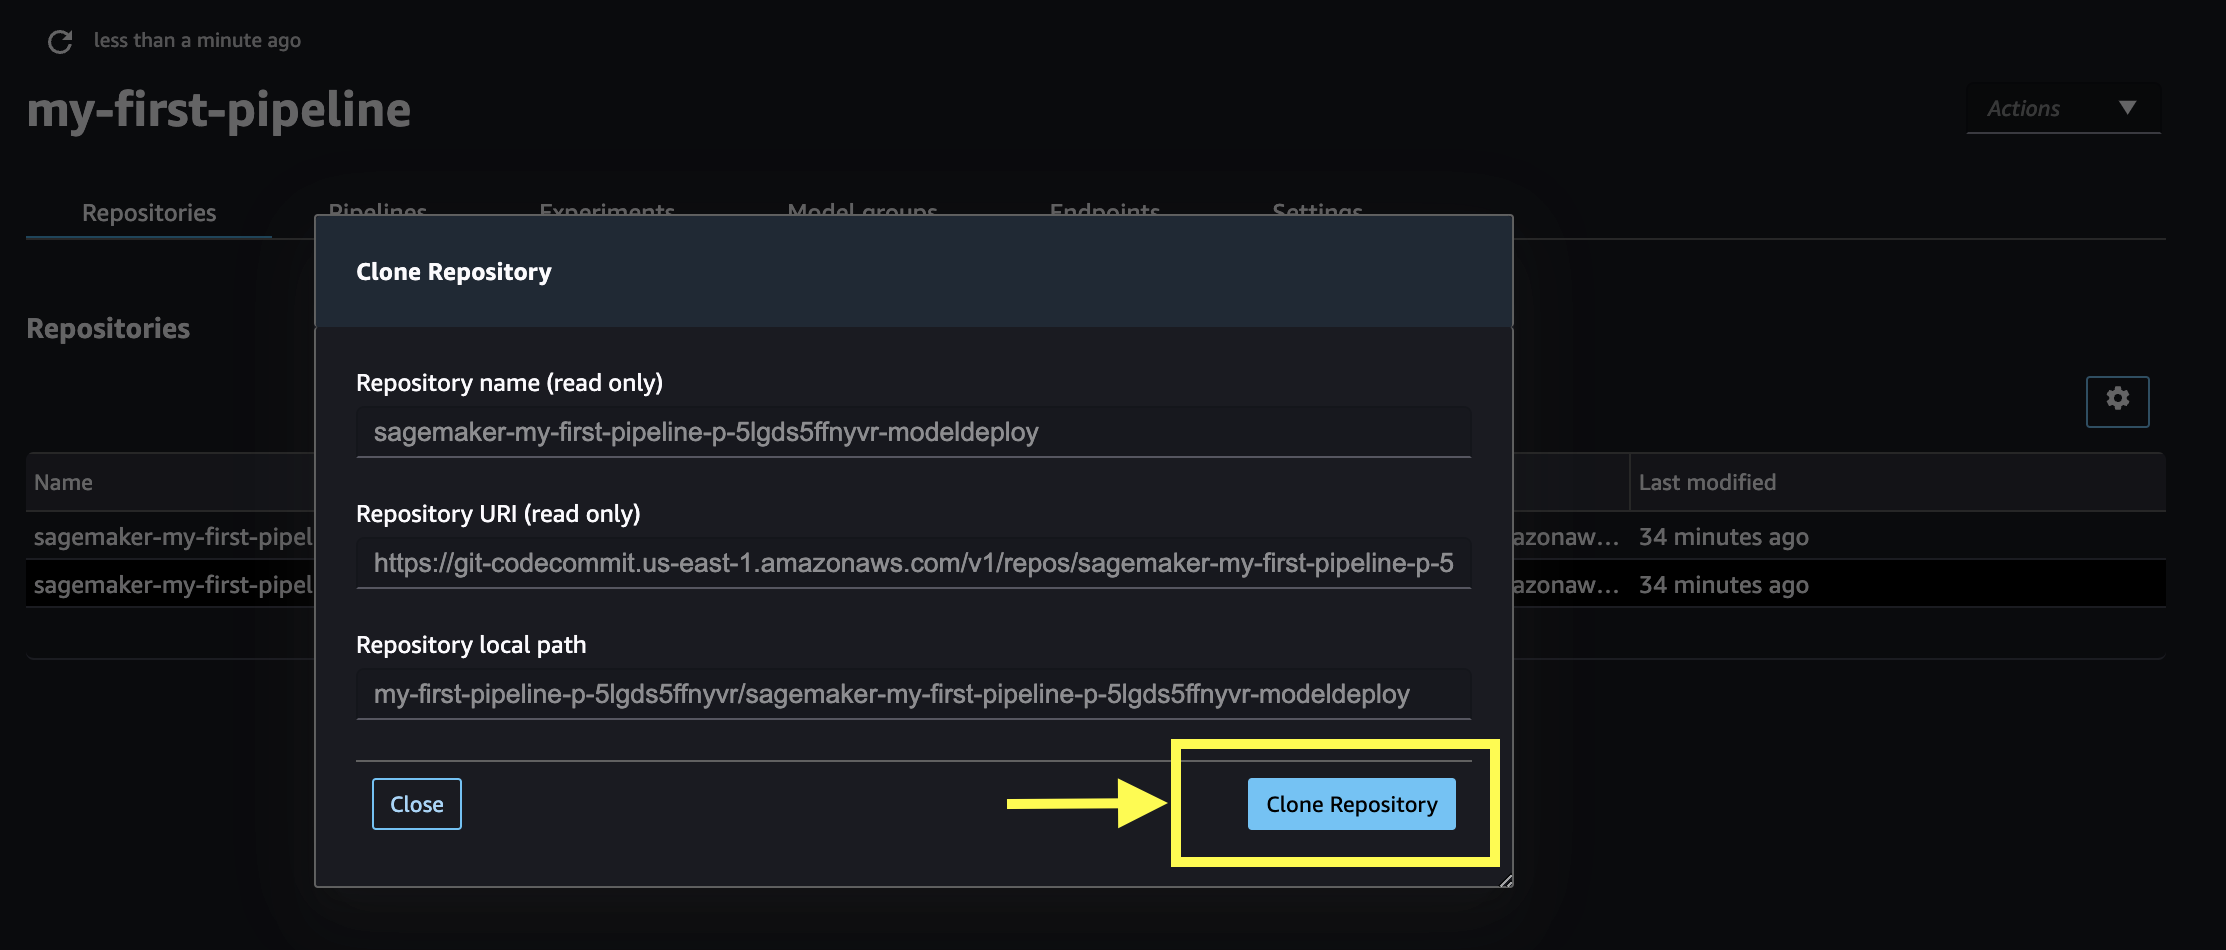 less than a minute ago
my-first-pipeline
Actions
Repositories Pipelines Experiments Model groups Endpoints Settings
Clone Repository
Repositories
Repository name (read only)
sagemaker-my-first-pipeline-p-5lgds5ffnyvr-modeldeploy
Repository URI (read only)
https://git-codecommit.us-east-1.amazonaws.com/v1/repos/sagemaker-my-first-pipeline-p-5
Name Last modified
sagemaker-my-first-pipel azonaw... 34 minutes ago
sagemaker-my-first-pipel azonaw... 34 minutes ago
Repository local path
my-first-pipeline-p-5lgds5ffnyvr/sagemaker-my-first-pipeline-p-5lgds5ffnyvr-modeldeploy
Close Clone Repository